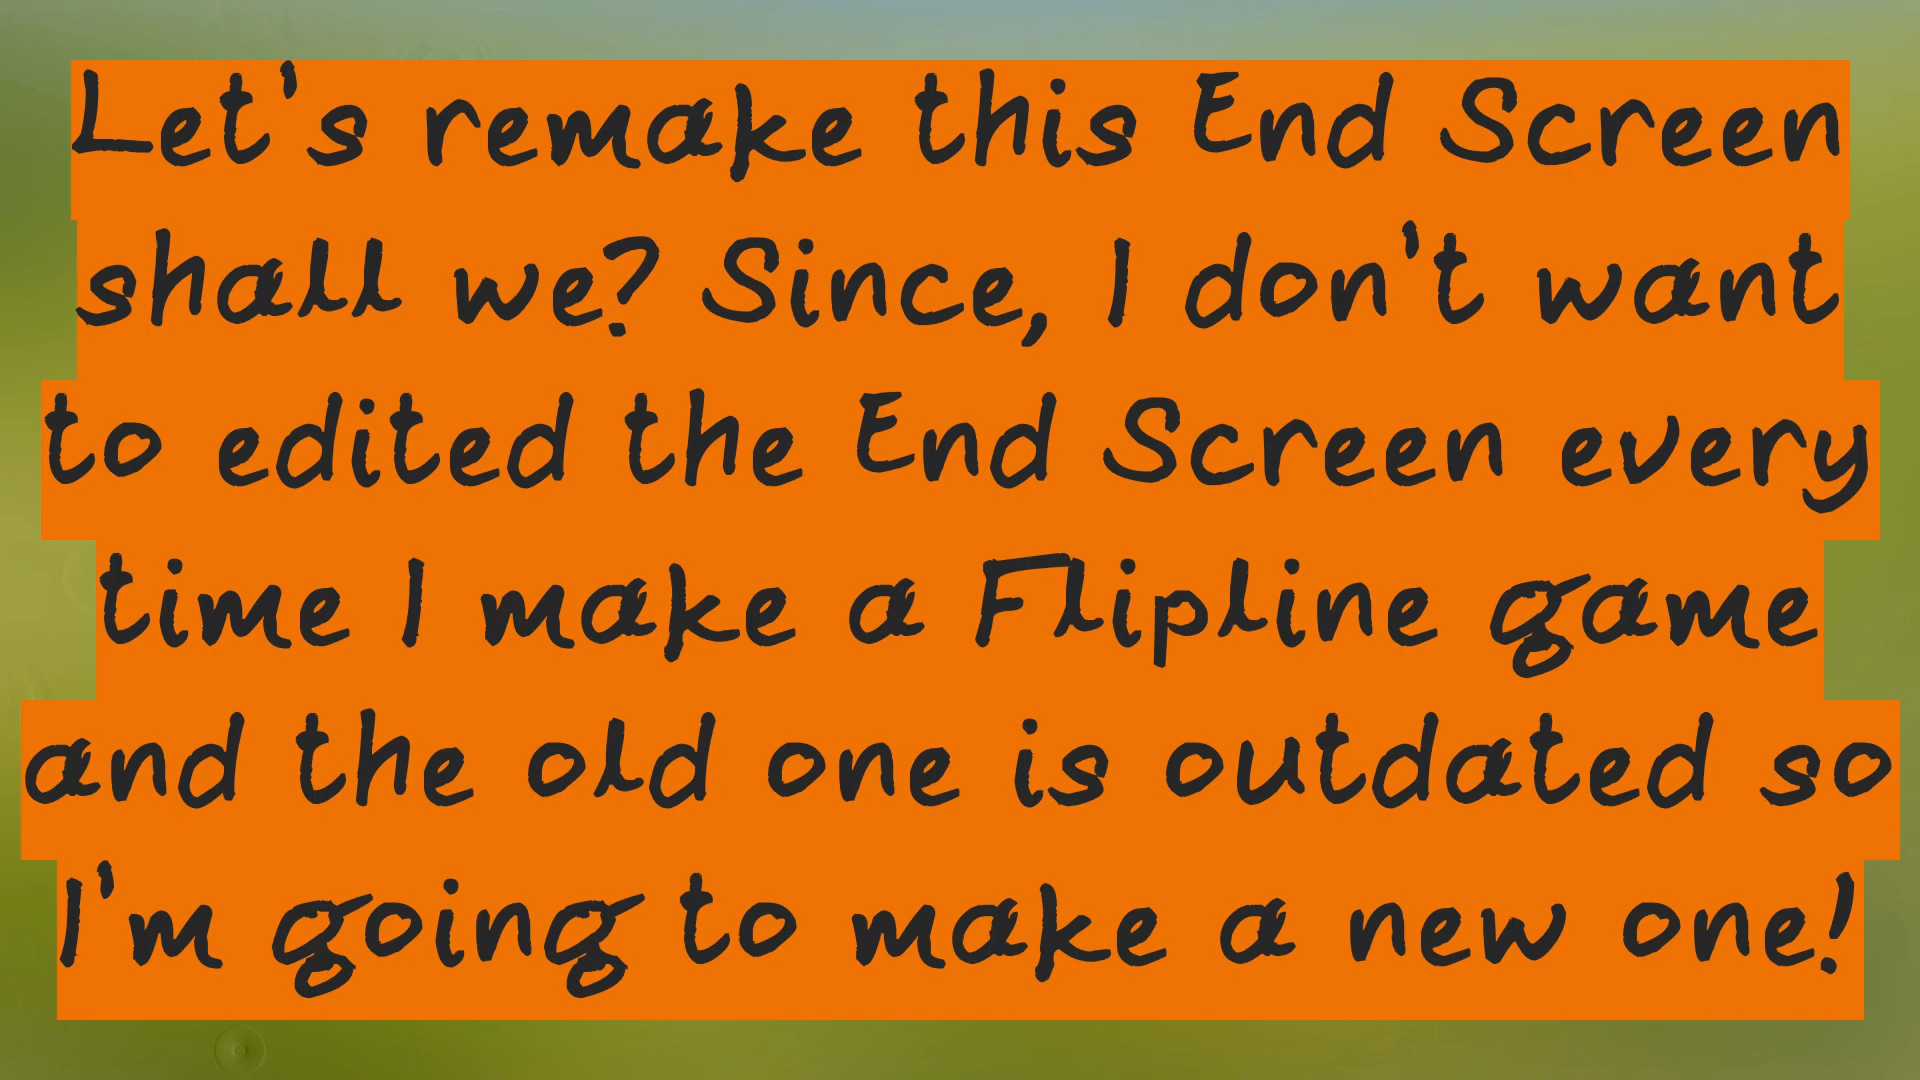 Let's remake this End Screen
shall we? Since, I don't want
to edited the End Screen every
time I make a Flipline game
and the old one is outdated so
I'm going to make a new one!